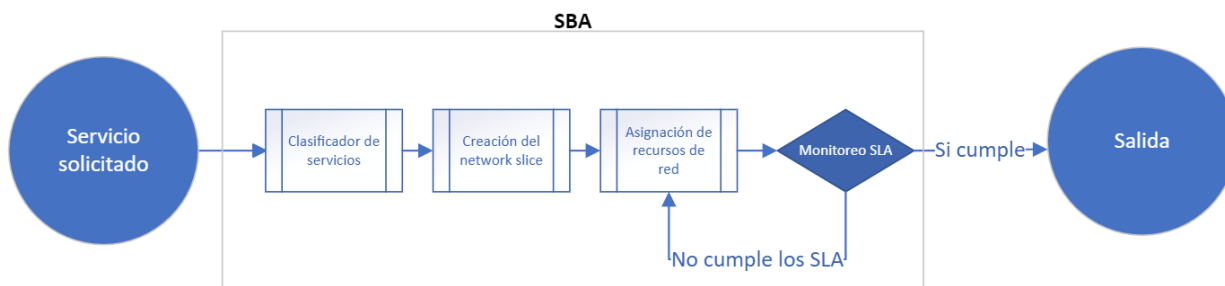 SBA
Servicio
solicitado
Clasificador de
servicios
Creación del
network slice
Asignación de
recursos de
red
Monitoreo SLA
Si cumple
Salida
No cumple los SLA